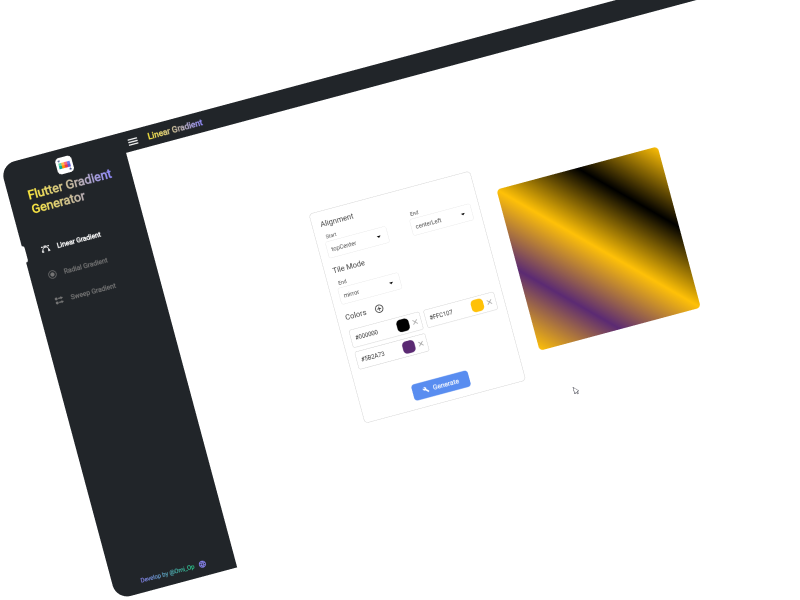 Linear Gradient
Flutter Gradient
Generator
Linear Gradient
Radial Gradient
Sweep Gradient
Alignment
Start
topCenter
End
centerLeft
Tile Mode
End
mirror
Colors
#000000
#FFC107
#5B2A73
Generate
Develop by @Omi_Op